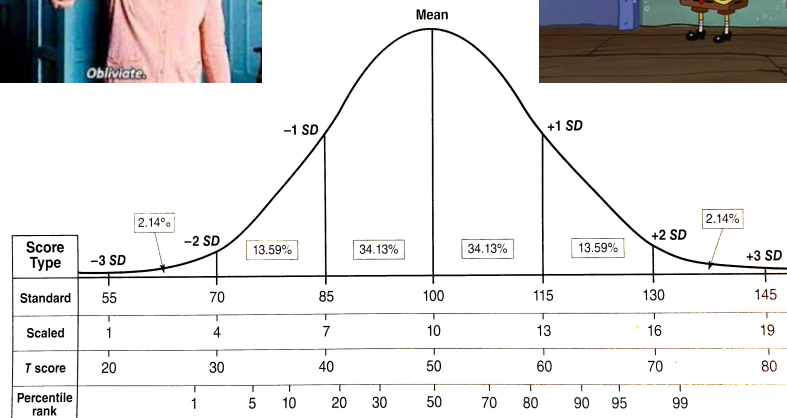 Obliviate.
Mean
−1 SD
+1 SD
2.14%
2.14%
−2 SD
+2 SD
13.59%
34.13%
34.13%
13.59%
−3 SD
+3 SD
Score
Type
Standard 55 70 85 100 115 130 145
Scaled 1 4 7 10 13 16 19
T score 20 30 40 50 60 70 80
Percentile
rank 1 5 10 20 30 50 70 80 90 95 99